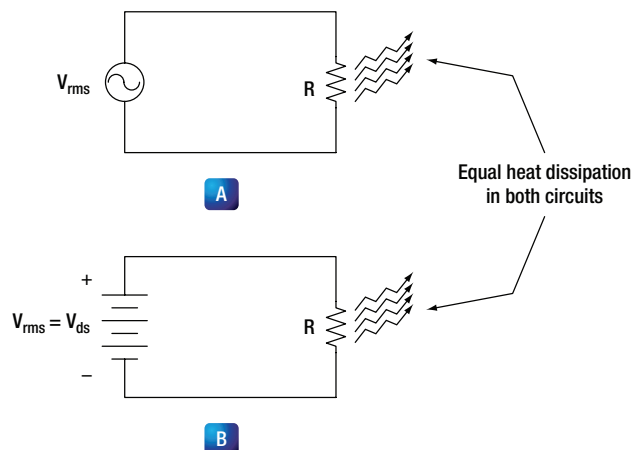 V_rms
R
A
Equal heat dissipation
in both circuits
+
V_rms = V_ds
–
R
B